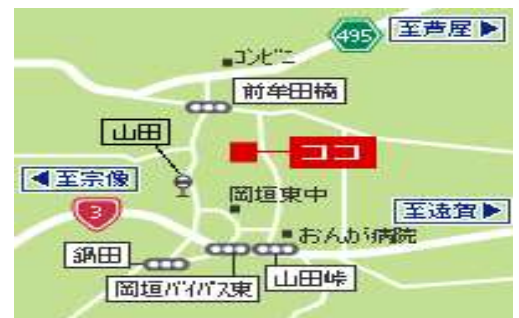 495
至芦屋▶
コンビニ
前牟田橋
山田
ココ
◀至宗像
岡垣東中
3
至遠賀▶
おんが病院
鍋田
山田峠
岡垣バイパス東